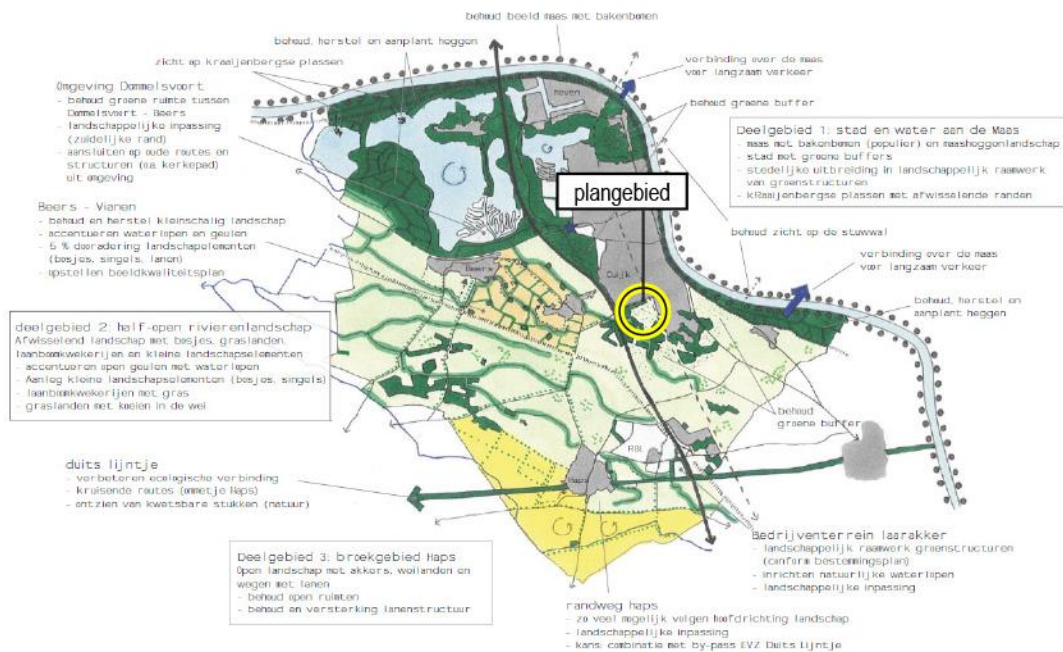 behoud beeld maas met bakenbomen
behoud, herstel en aanplant heggen
zicht op kraaijenbergse plassen
verbinding over de maas
voor langzaam verkeer
Omgeving Dommelsvoort
- behoud groene ruimte tussen
Dommelsvoort - Beers
- landschappelijke inpassing
(zuidelijke rand)
- aansluiten op oude routes en
structuren (o.a. kerkepad)
uit omgeving
haven
behoud groene buffer
Deelgebied 1: stad en water aan de Maas
- maas met bakenbomen (populier) en maasheggenlandschap
- stad met groene buffers
- stedelijke uitbreiding in landschappelijk raamwerk
van groenstructuren
- kRaaijenbergse plassen met afwisselende randen
plangebied
Beers - Vianen
- behoud en herstel kleinschalig landschap
- accentueren waterlopen en geulen
- 5 % dooradering landschapelementen
(bosjes, singels, lanen)
- opstellen beeldkwaliteitsplan
behoud zicht op de stuwwal
verbinding over de maas
voor langzaam verkeer
Beers
Cuijk
behoud, herstel en
aanplant heggen
deelgebied 2: half-open rivierenlandschap
Afwisselend landschap met bosjes, graslanden,
laanboomkwekerijen en kleine landschapselementen
- accentueren open geulen met waterlopen
- Aanleg kleine landschapselementen (bosjes, singels)
- laanboomkwekerijen met gras
- graslanden met koeien in de wei
behoud
groene buffer
RBL
Haps
duits lijntje
- verbeteren ecologische verbinding
- kruisende routes (ommetje Haps)
- ontzien van kwetsbare stukken (natuur)
Bedrijventerrein laarakker
- landschappelijk raamwerk groenstructuren
(conform bestemmingsplan)
- inrichten natuurlijke waterlopen
- landschappelijke inpassing
Deelgebied 3: broekgebied Haps
Open landschap met akkers, weilanden en
wegen met lanen
- behoud open ruimten
- behoud en versterking lanenstructuur
randweg haps
- zo veel mogelijk volgen hoofdrichting landschap
- landschappelijke inpassing
- kans: combinatie met by-pass EVZ Duits Lijntje